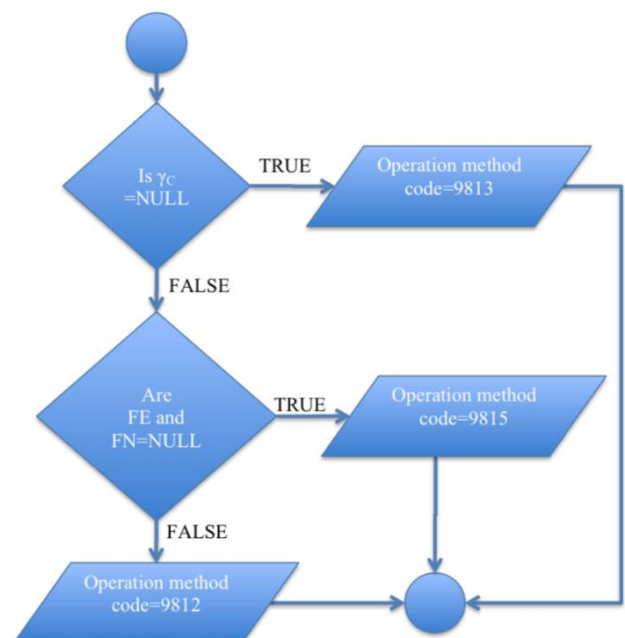 Is γC
=NULL
TRUE
Operation method
code=9813
FALSE
Are
FE and
FN=NULL
TRUE
Operation method
code=9815
FALSE
Operation method
code=9812